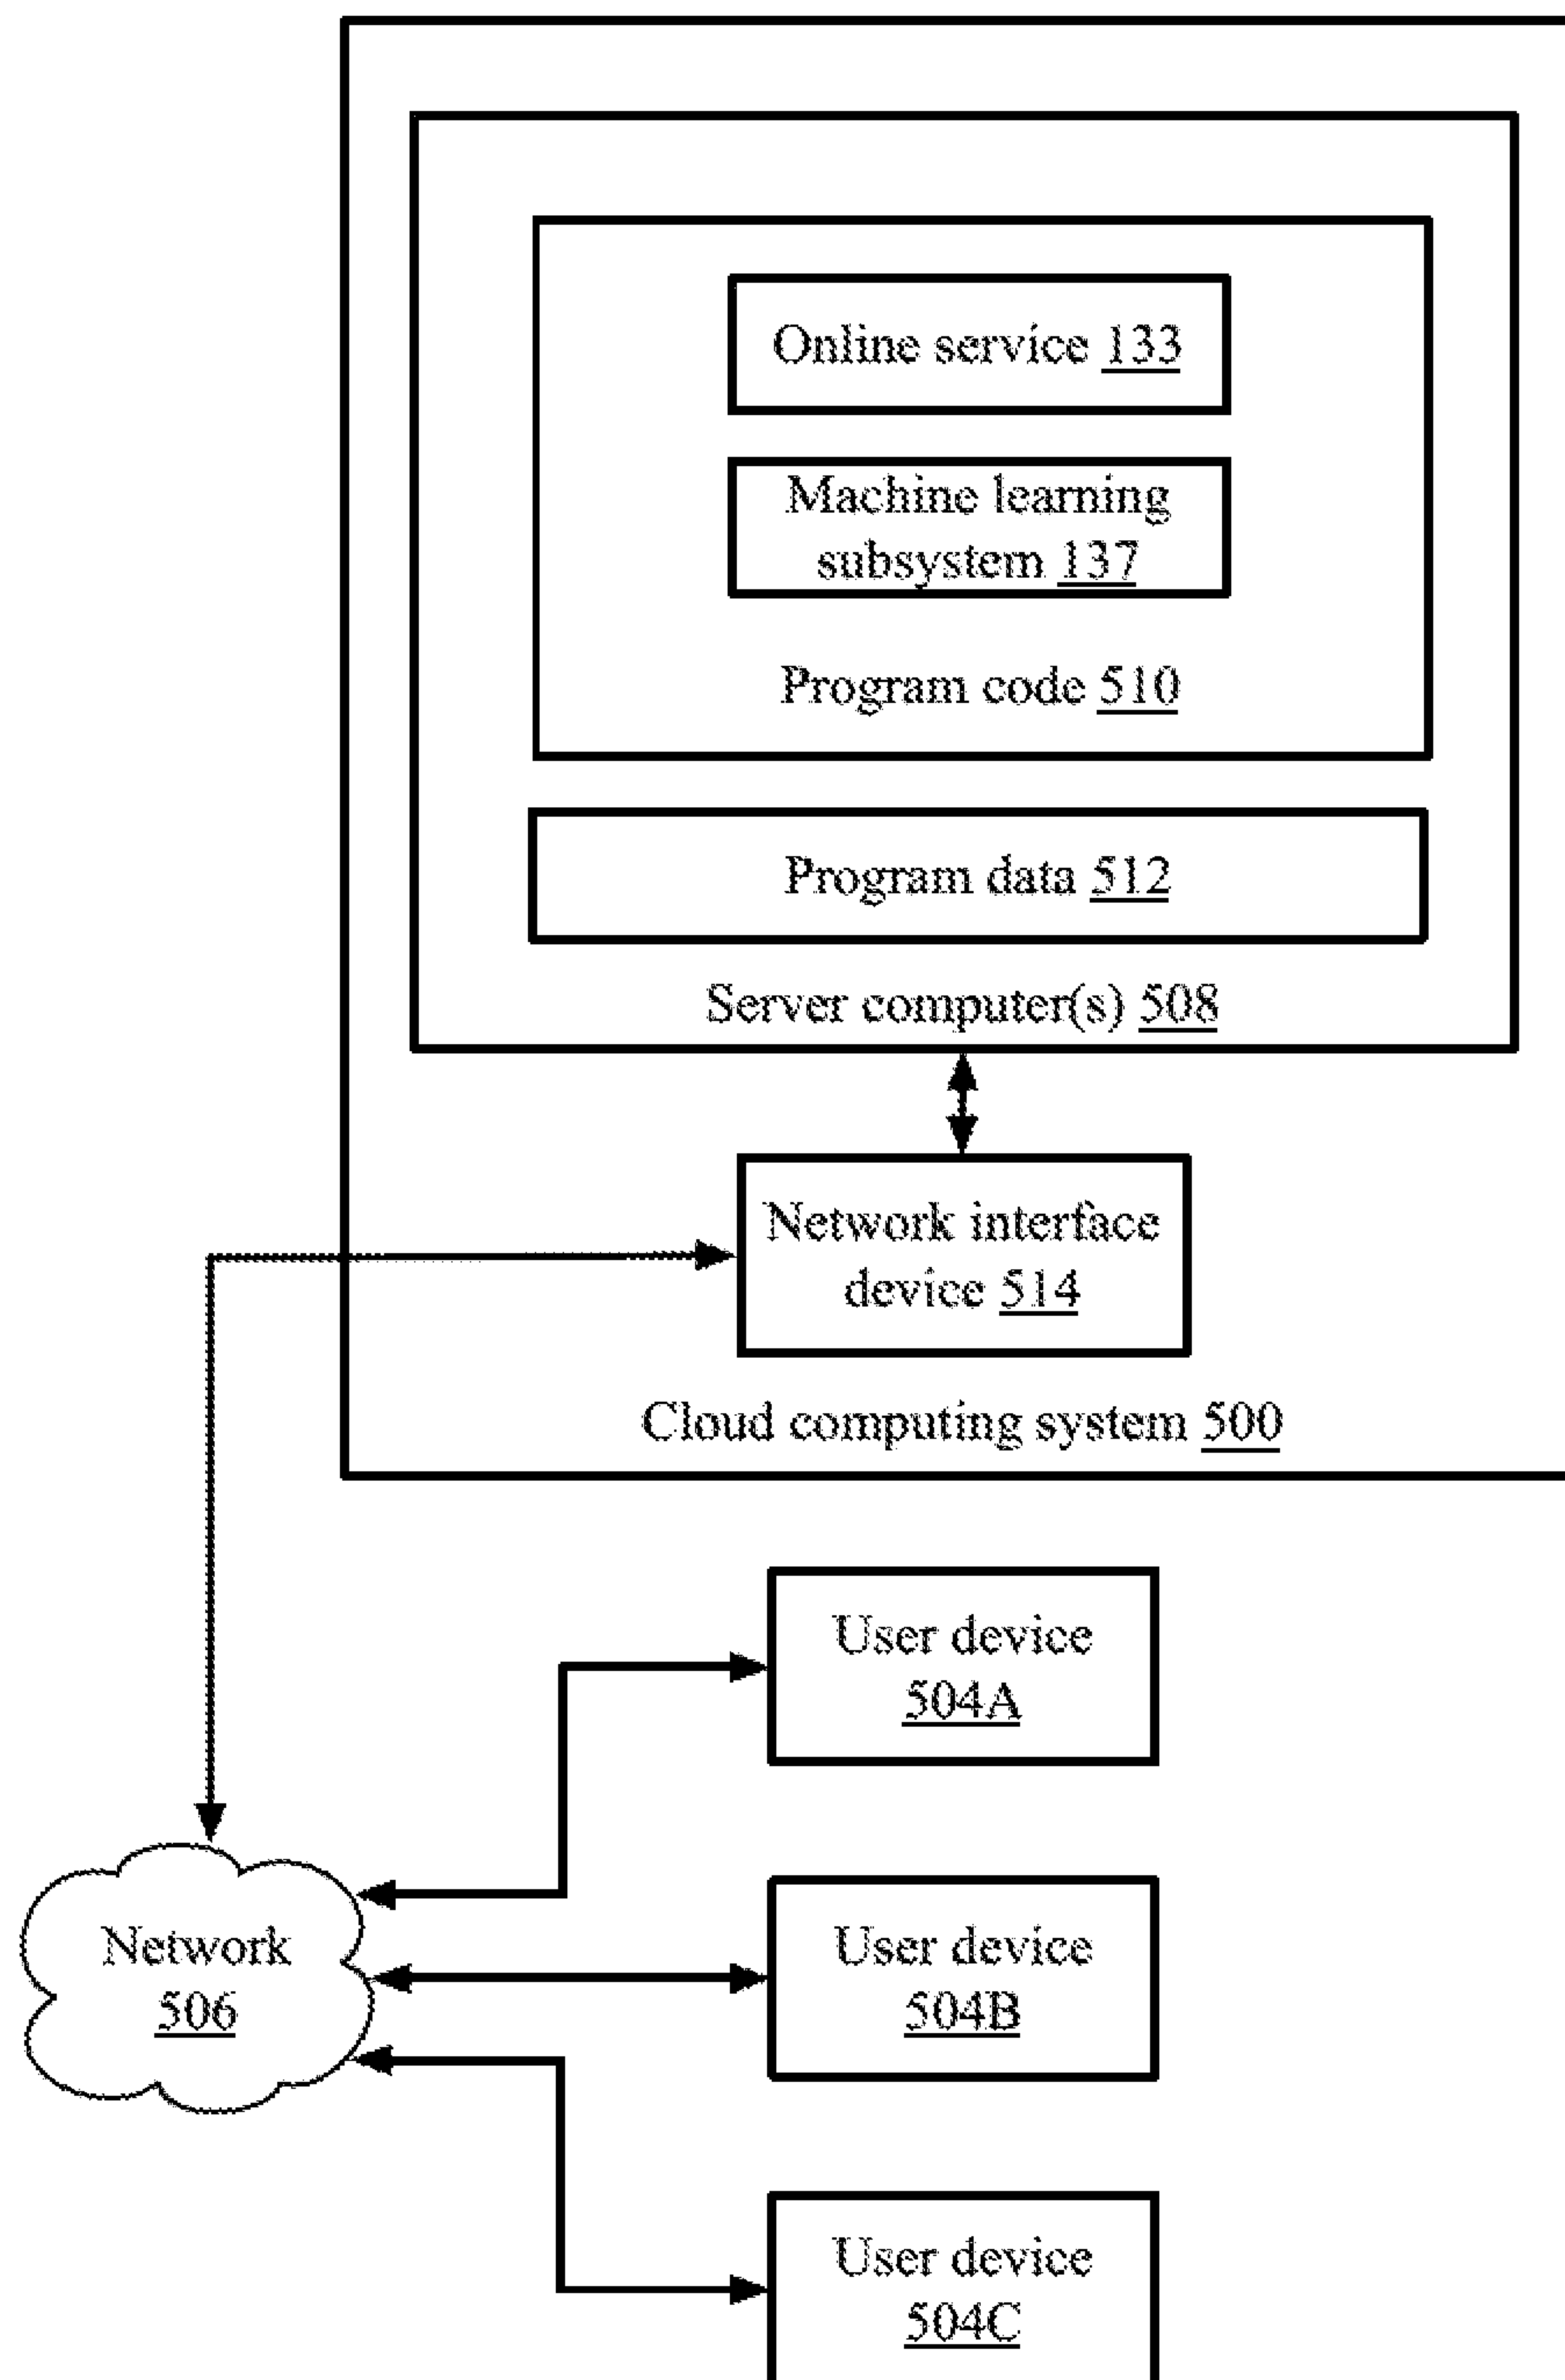 Online service 133
Machine learning
subsystem 137
Program code 510
Program data 512
Server computer(s) 508
Network interface
device 514
Cloud computing system 500
User device
504A
Network
506
User device
504B
User device
504C